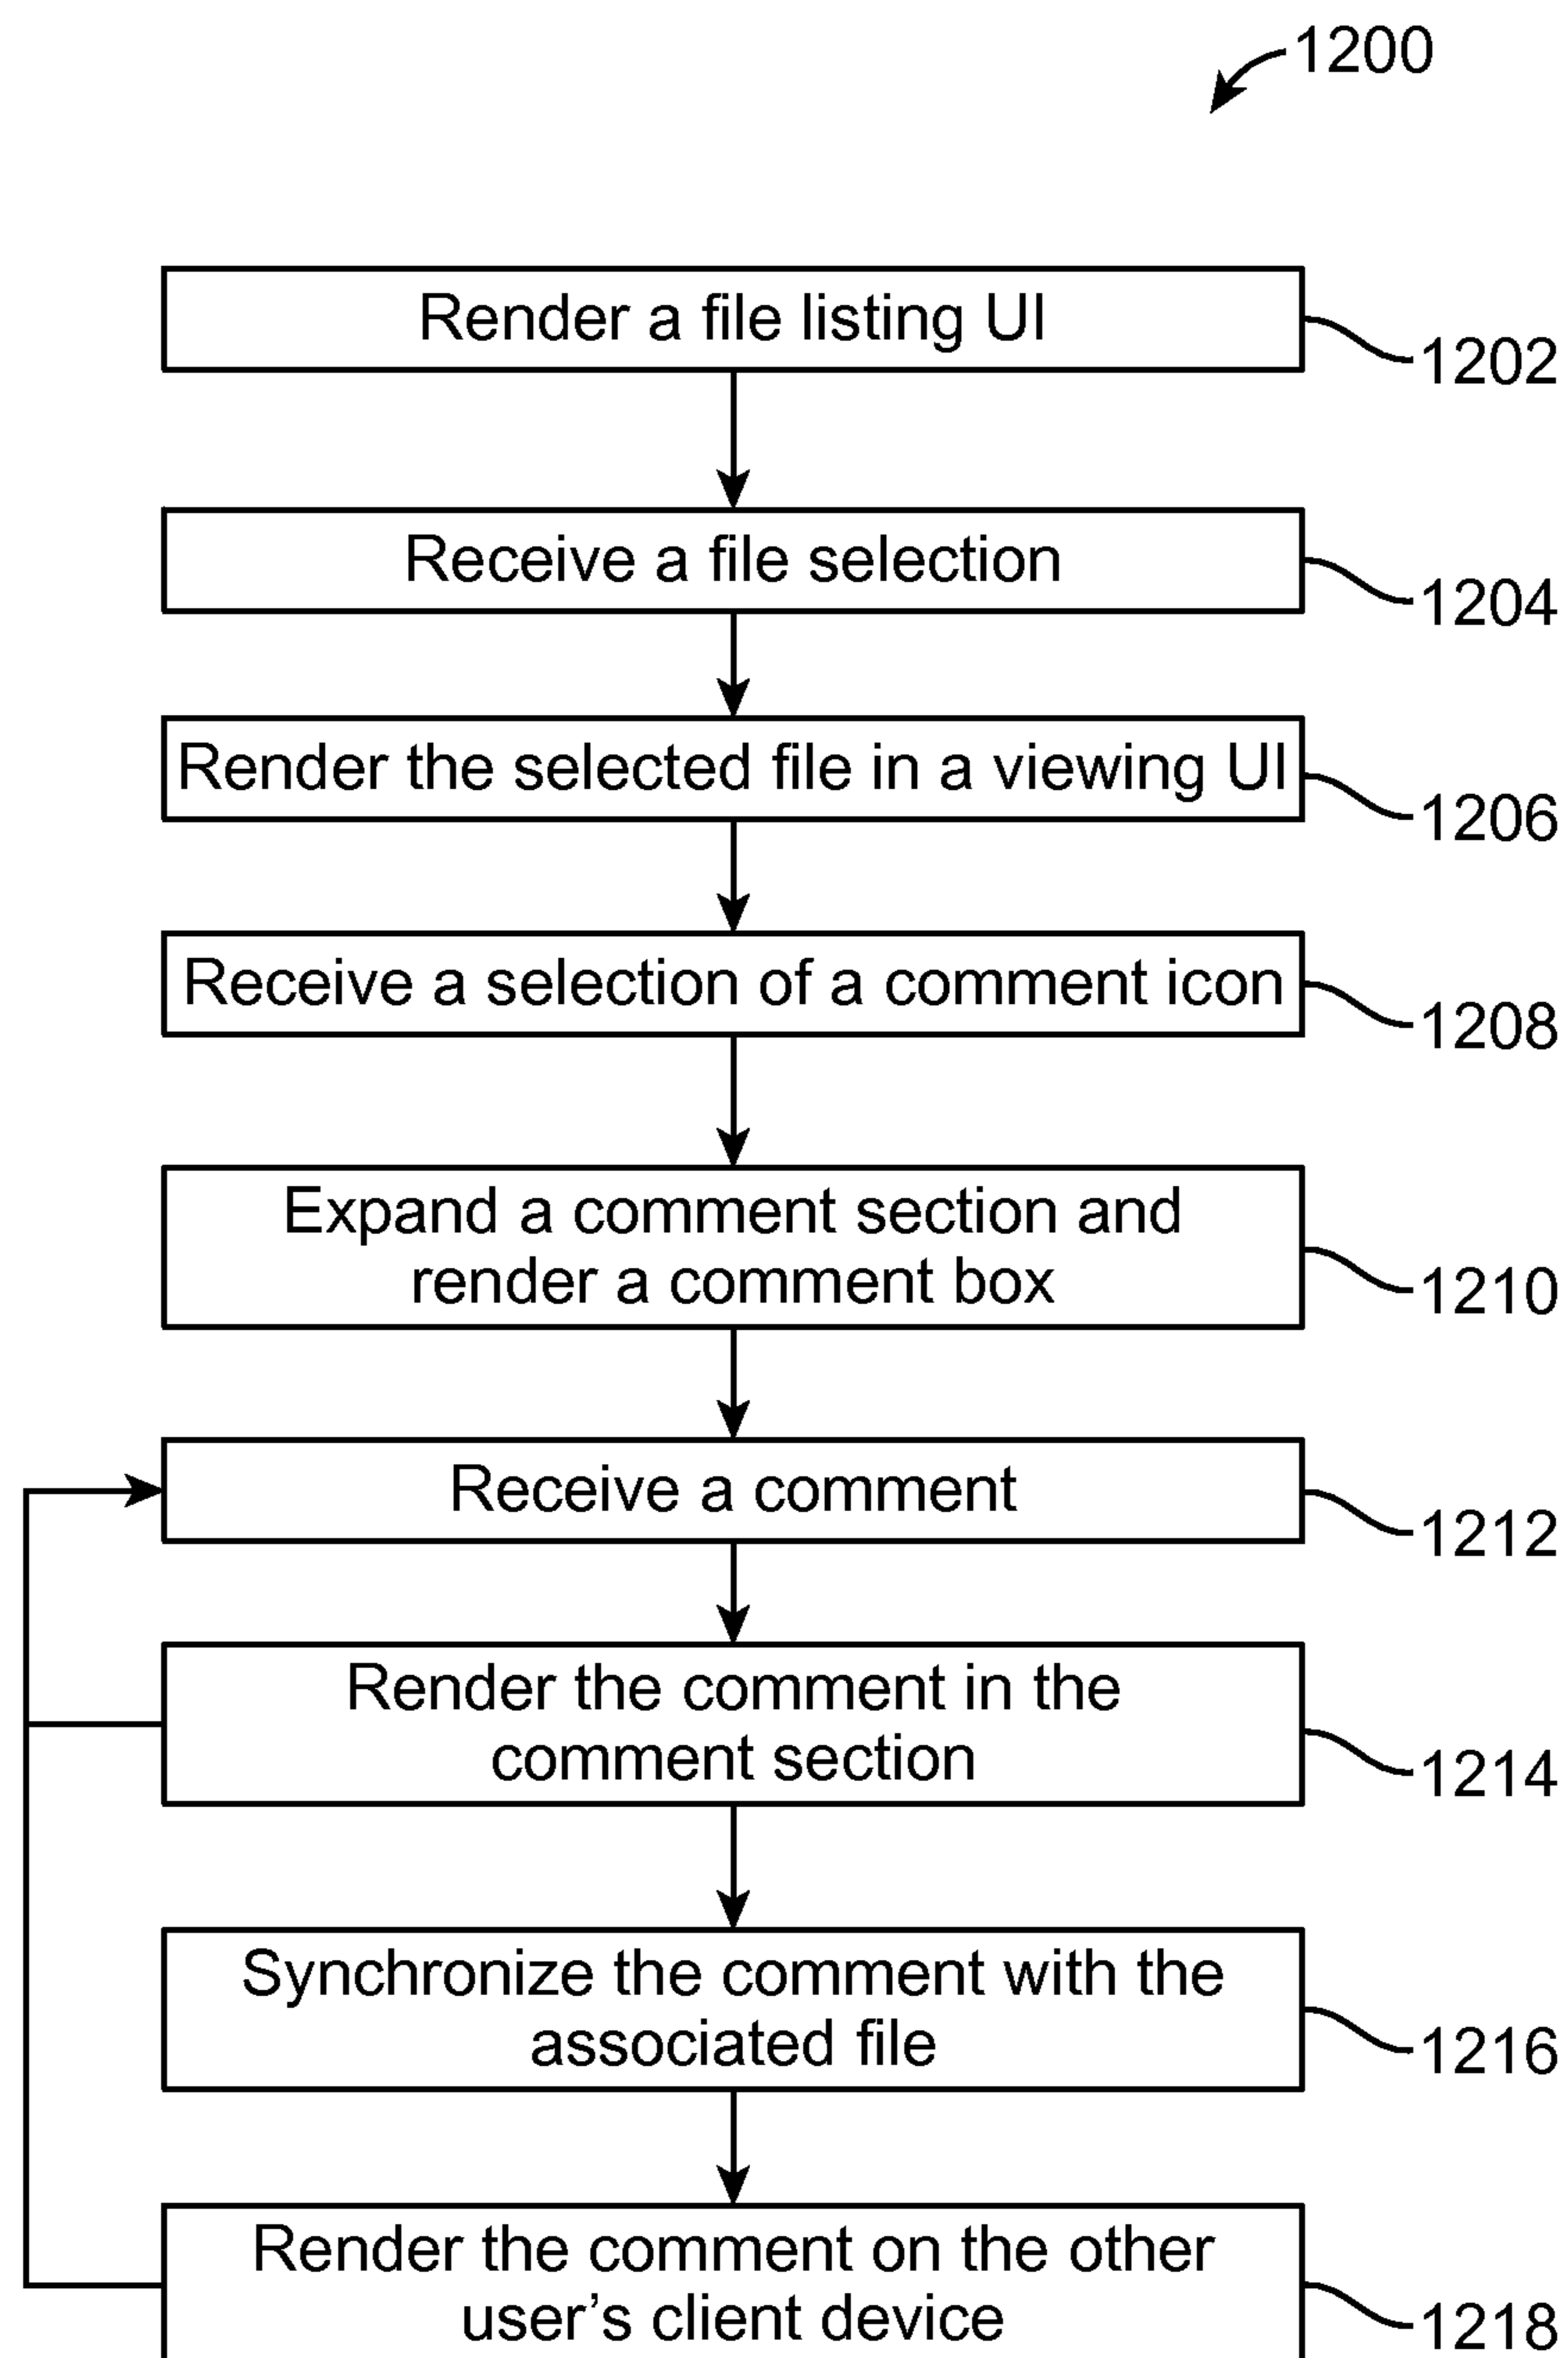 1200
Render a file listing UI
1202
Receive a file selection
1204
Render the selected file in a viewing UI
1206
Receive a selection of a comment icon
1208
Expand a comment section and
render a comment box
1210
Receive a comment
1212
Render the comment in the
comment section
1214
Synchronize the comment with the
associated file
1216
Render the comment on the other
user’s client device
1218